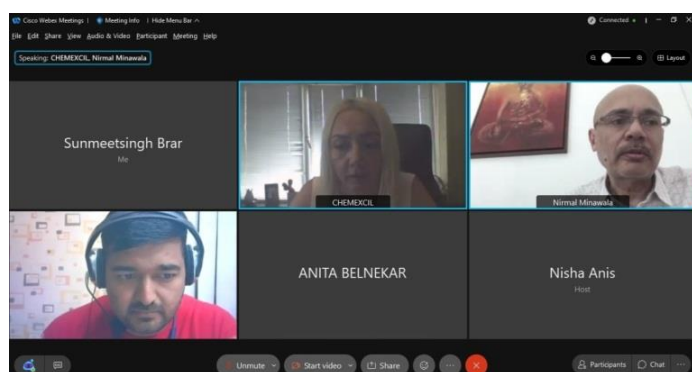 Cisco Webex Meetings
Meeting Info
Hide Menu Bar
Connected
File Edit Share View Audio & Video Participant Meeting Help
Speaking: CHEMEXCIL, Nirmal Minawala
Layout
Sunmeetsingh Brar
Me
CHEMEXCIL
Nirmal Minawala
ANITA BELNEKAR
Nisha Anis
Host
Unmute
Start video
Share
Participants
Chat